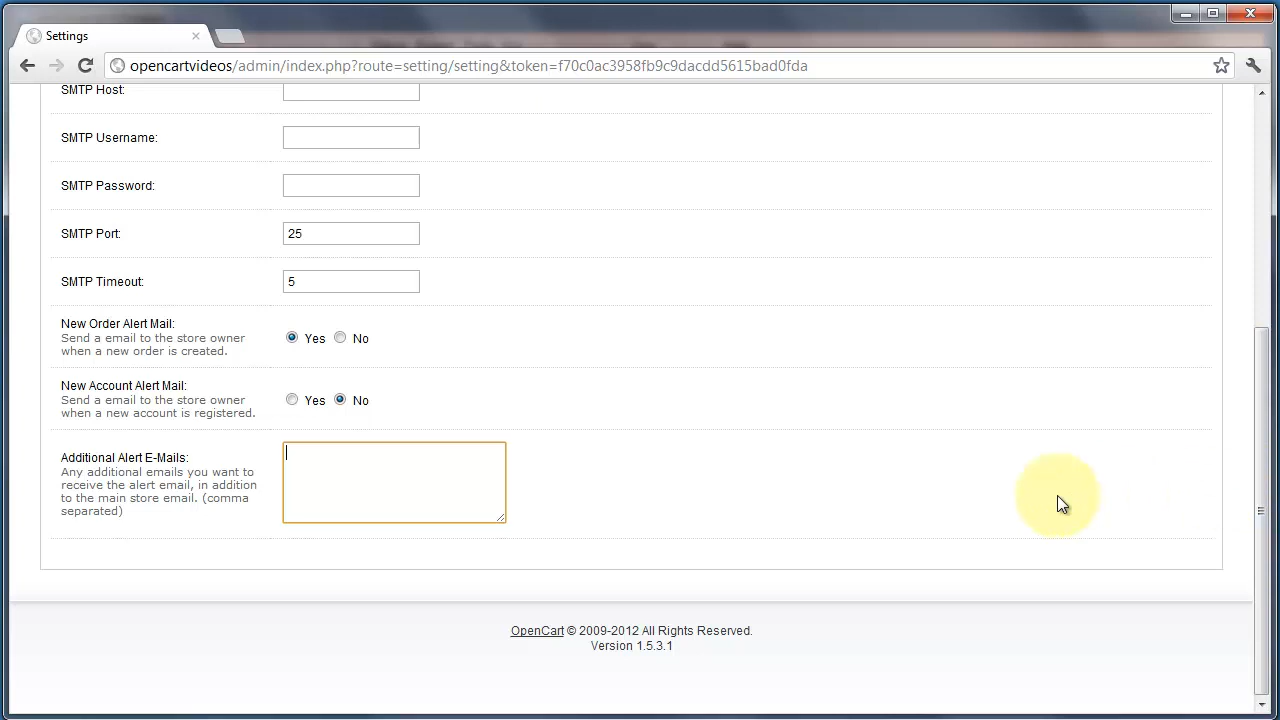 Settings
opencartvideos/admin/index.php?route=setting/setting&token=f70c0ac3958fb9c9dacdd5615bad0fda
SMTP Host:
SMTP Username:
SMTP Password:
SMTP Port:
25
SMTP Timeout:
5
New Order Alert Mail:
Send a email to the store owner
when a new order is created.
Yes No
New Account Alert Mail:
Send a email to the store owner
when a new account is registered.
Yes No
Additional Alert E-Mails:
Any additional emails you want to
receive the alert email, in addition
to the main store email. (comma
separated)
OpenCart © 2009-2012 All Rights Reserved.
Version 1.5.3.1